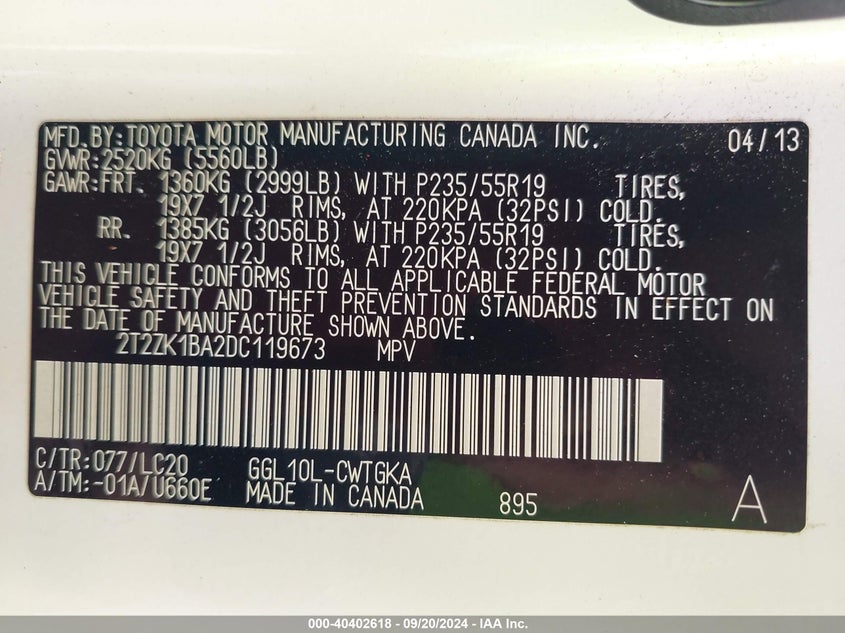 MFD.BY:TOYOTA MOTOR MANUFACTURING CANADA INC. 04/13
GVWR:2520KG (5560LB)
GAWR:FRT. 1360KG (2999LB) WITH P235/55R19 TIRES,
19X7 1/2J RIMS, AT 220KPA (32PSI) COLD.
RR. 1385KG (3056LB) WITH P235/55R19 TIRES,
19X7 1/2J RIMS, AT 220KPA (32PSI) COLD.
THIS VEHICLE CONFORMS TO ALL APPLICABLE FEDERAL MOTOR
VEHICLE SAFETY AND THEFT PREVENTION STANDARDS IN EFFECT ON
THE DATE OF MANUFACTURE SHOWN ABOVE.
2T2ZK1BA2DC119673 MPV
C/TR:077/LC20 GGL10L-CWTGKA
A/TM:-01A/U660E MADE IN CANADA 895 A
000-40402618 - 09/20/2024 - IAA Inc.